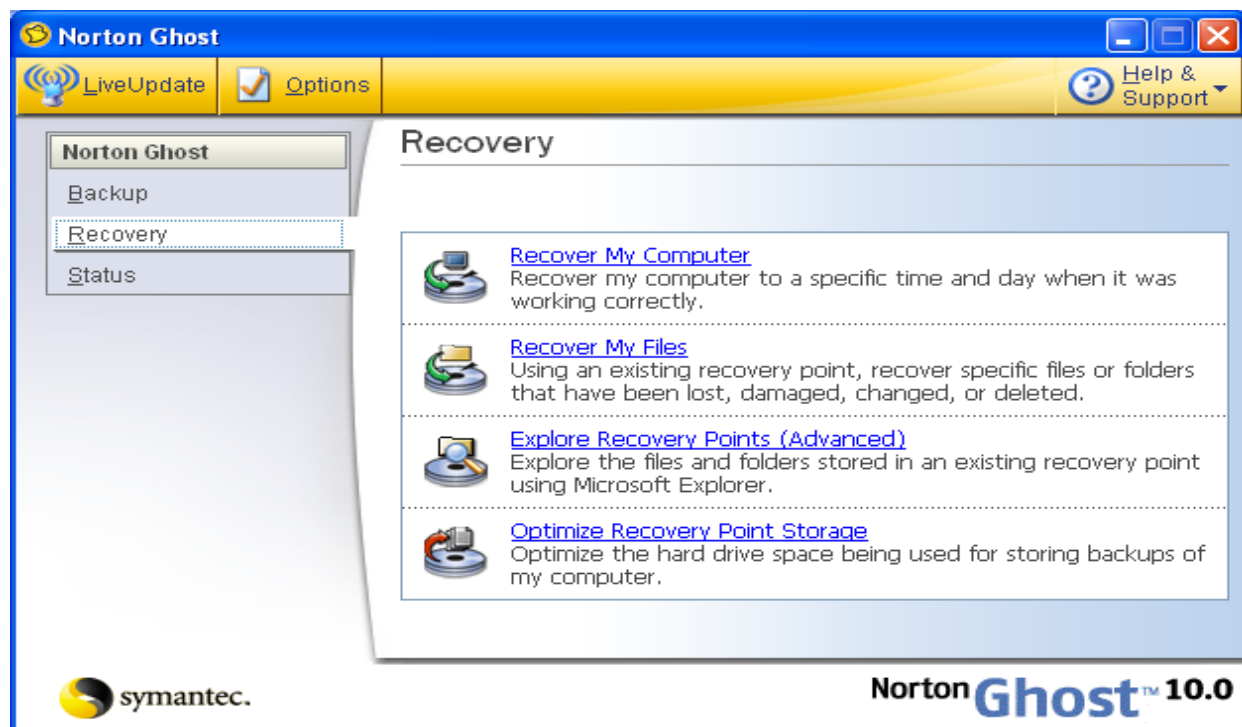 Norton Ghost
LiveUpdate
Options
Help &
Support
Norton Ghost
Backup
Recovery
Status
Recovery
Recover My Computer
Recover my computer to a specific time and day when it was
working correctly.
Recover My Files
Using an existing recovery point, recover specific files or folders
that have been lost, damaged, changed, or deleted.
Explore Recovery Points (Advanced)
Explore the files and folders stored in an existing recovery point
using Microsoft Explorer.
Optimize Recovery Point Storage
Optimize the hard drive space being used for storing backups of
my computer.
symantec.
Norton Ghost™ 10.0